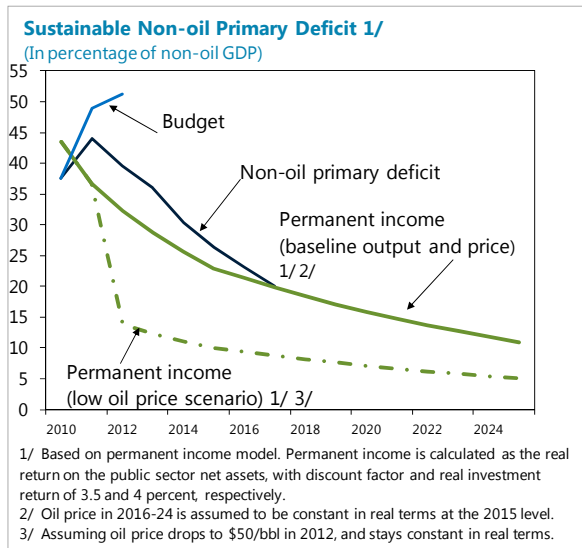 Sustainable Non-oil Primary Deficit 1/
(In percentage of non-oil GDP)
55
50
45
40
35
30
25
20
15
10
5
0
Budget
Non-oil primary deficit
Permanent income
(baseline output and price)
1/ 2/
Permanent income
(low oil price scenario) 1/ 3/
2010 2012 2014 2016 2018 2020 2022 2024
1/ Based on permanent income model. Permanent income is calculated as the real
return on the public sector net assets, with discount factor and real investment
return of 3.5 and 4 percent, respectively.
2/ Oil price in 2016-24 is assumed to be constant in real terms at the 2015 level.
3/ Assuming oil price drops to $50/bbl in 2012, and stays constant in real terms.